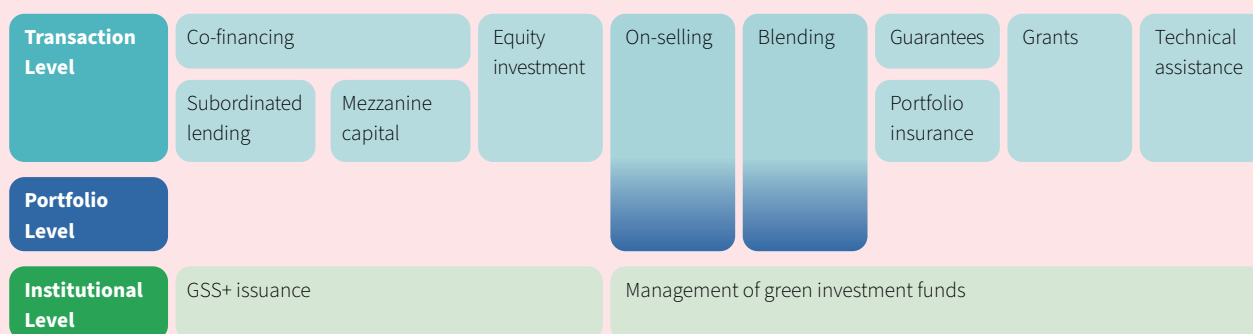 Transaction
Level
Co-financing
Subordinated
lending
Mezzanine
capital
Equity
investment
On-selling
Blending
Guarantees
Portfolio
insurance
Grants
Technical
assistance
Portfolio
Level
Institutional
Level
GSS+ issuance
Management of green investment funds